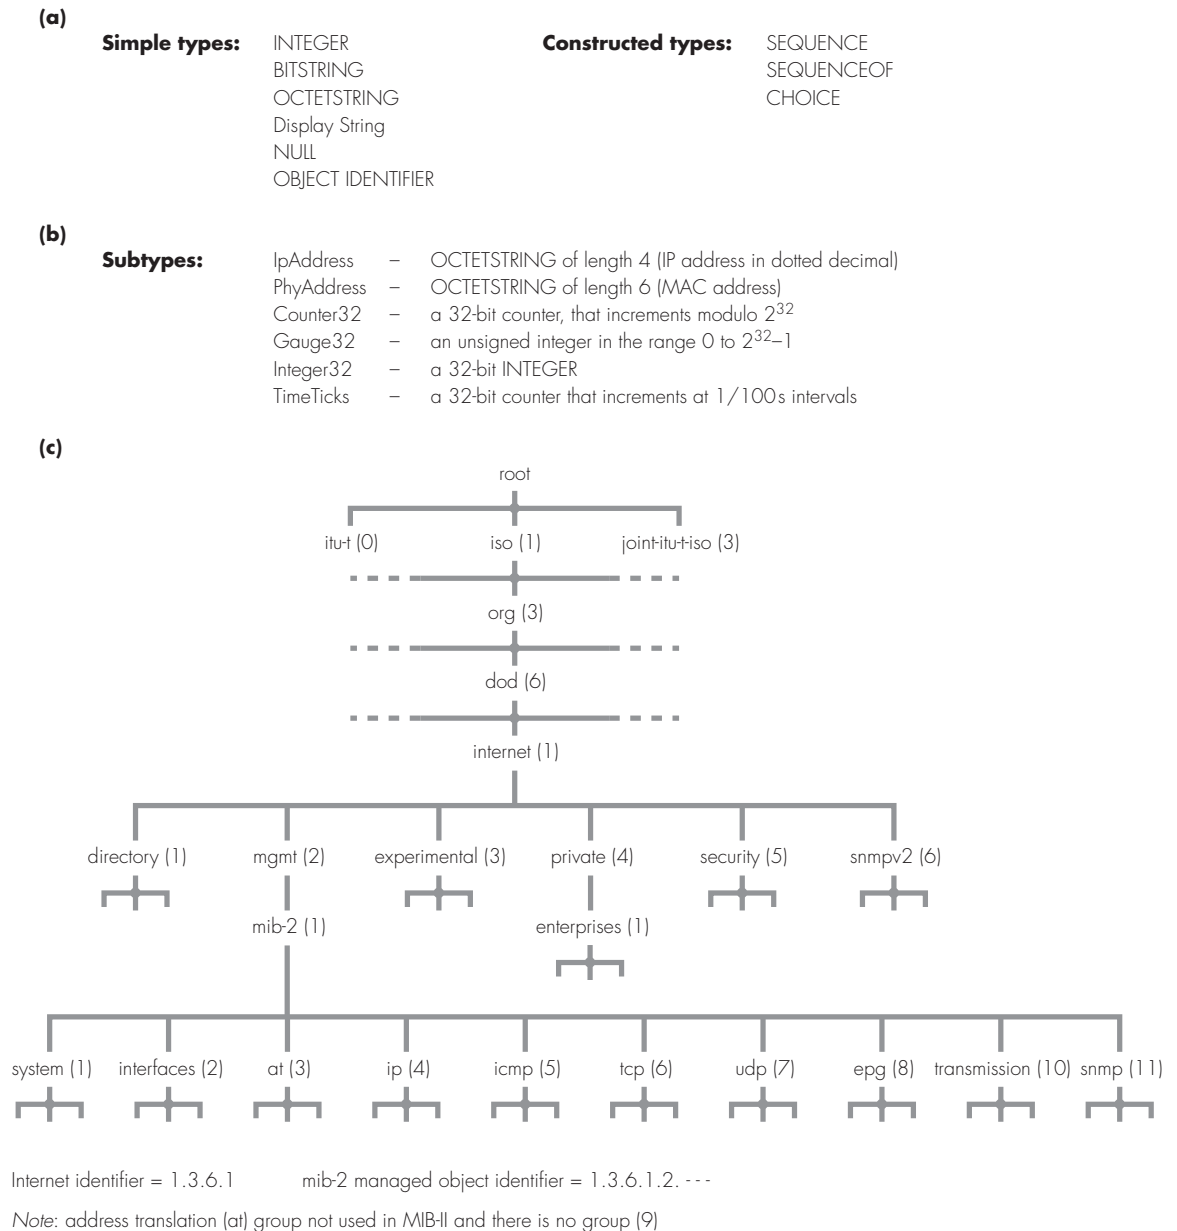 (a)
Simple types: INTEGER Constructed types: SEQUENCE
BITSTRING SEQUENCEOF
OCTETSTRING CHOICE
Display String
NULL
OBJECT IDENTIFIER
(b)
Subtypes: IpAddress – OCTETSTRING of length 4 (IP address in dotted decimal)
PhyAddress – OCTETSTRING of length 6 (MAC address)
Counter32 – a 32-bit counter, that increments modulo 2^32
Gauge32 – an unsigned integer in the range 0 to 2^32–1
Integer32 – a 32-bit INTEGER
TimeTicks – a 32-bit counter that increments at 1/100s intervals
(c)
root
itu-t (0) iso (1) joint-itu-t-iso (3)
org (3)
dod (6)
internet (1)
directory (1) mgmt (2) experimental (3) private (4) security (5) snmpv2 (6)
mib-2 (1) enterprises (1)
system (1) interfaces (2) at (3) ip (4) icmp (5) tcp (6) udp (7) epg (8) transmission (10) snmp (11)
Internet identifier = 1.3.6.1 mib-2 managed object identifier = 1.3.6.1.2. - - -
Note: address translation (at) group not used in MIB-II and there is no group (9)